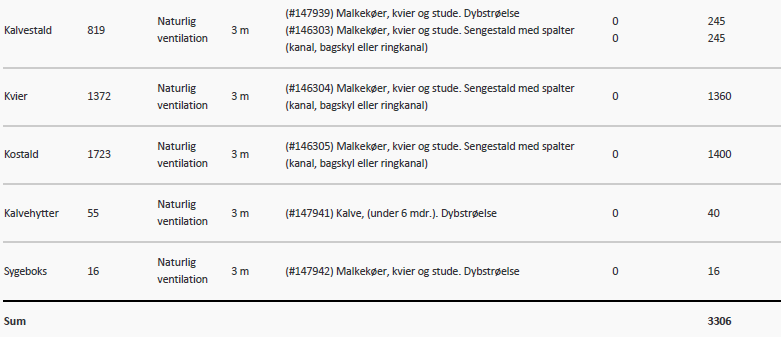 (#147939) Malkekøer, kvier og stude. Dybstrøelse 0 245
Kalvestald 819 Naturlig ventilation 3 m (#146303) Malkekøer, kvier og stude. Sengestald med spalter 0 245
(kanal, bagskyl eller ringkanal)
Kvier 1372 Naturlig ventilation 3 m (#146304) Malkekøer, kvier og stude. Sengestald med spalter 0 1360
(kanal, bagskyl eller ringkanal)
Kostald 1723 Naturlig ventilation 3 m (#146305) Malkekøer, kvier og stude. Sengestald med spalter 0 1400
(kanal, bagskyl eller ringkanal)
Kalvehytter 55 Naturlig ventilation 3 m (#147941) Kalve, (under 6 mdr.). Dybstrøelse 0 40
Sygeboks 16 Naturlig ventilation 3 m (#147942) Malkekøer, kvier og stude. Dybstrøelse 0 16
Sum 3306